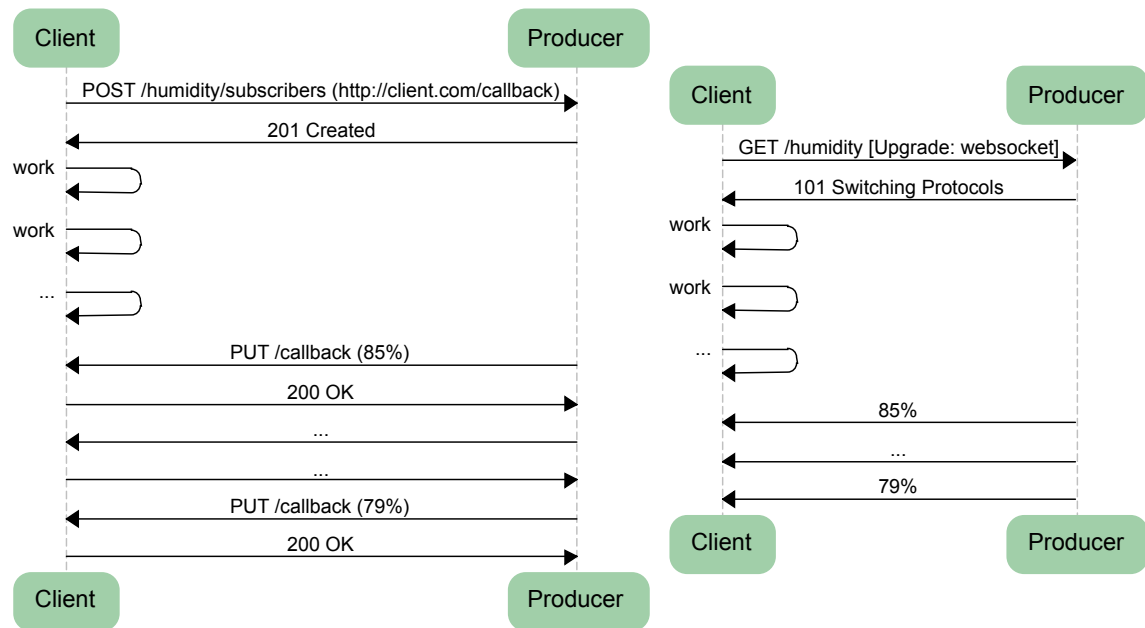 Client
Producer
POST /humidity/subscribers (http://client.com/callback)
201 Created
work
work
...
PUT /callback (85%)
200 OK
...
...
PUT /callback (79%)
200 OK
Client
Producer
Client
Producer
GET /humidity [Upgrade: websocket]
101 Switching Protocols
work
work
...
85%
...
79%
Client
Producer